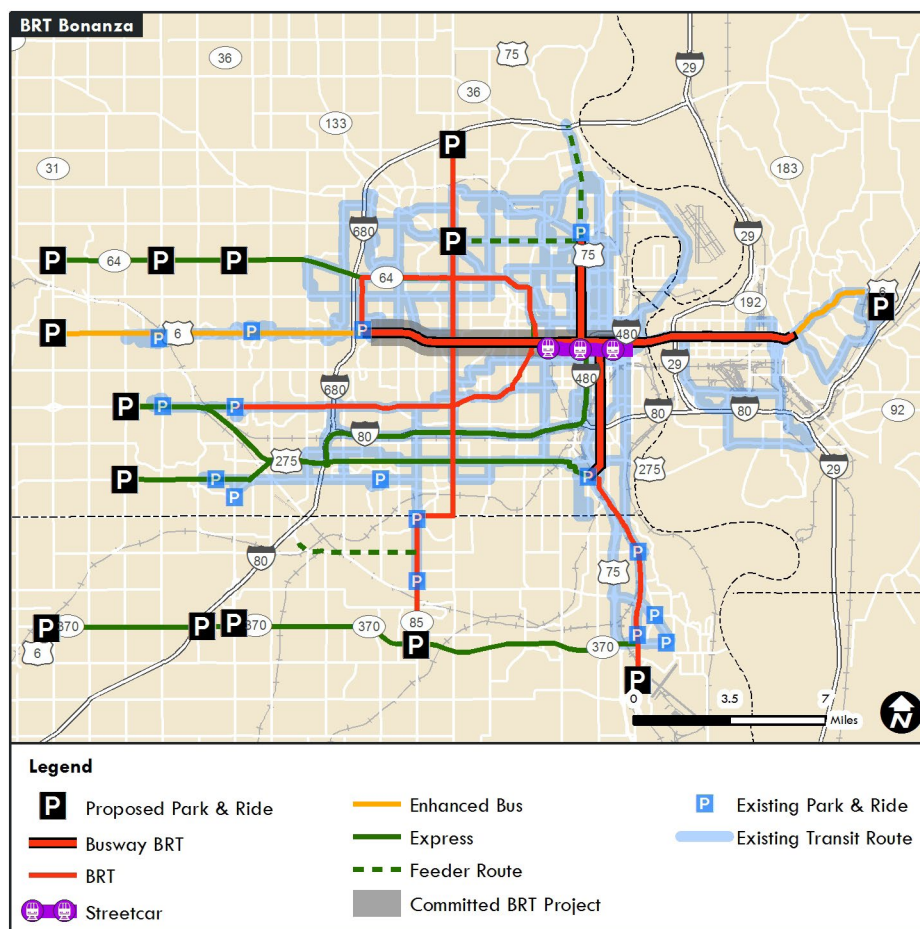 BRT Bonanza
36
75
29
36
133
31
183
P
680
29
P
P
75
P
P
P
64
64
6
192
P
480
P
P
6
P
P
P
480
29
680
P
P
P
80
80
92
80
275
275
29
P
P
P
P
P
P
80
P
75
P
P
85
P
370
P
P
370
370
P
370
P
P
6
P
0
3.5
7
Miles
N
Legend
P Proposed Park & Ride
Enhanced Bus
P Existing Park & Ride
Busway BRT
Express
Existing Transit Route
BRT
Feeder Route
Streetcar
Committed BRT Project